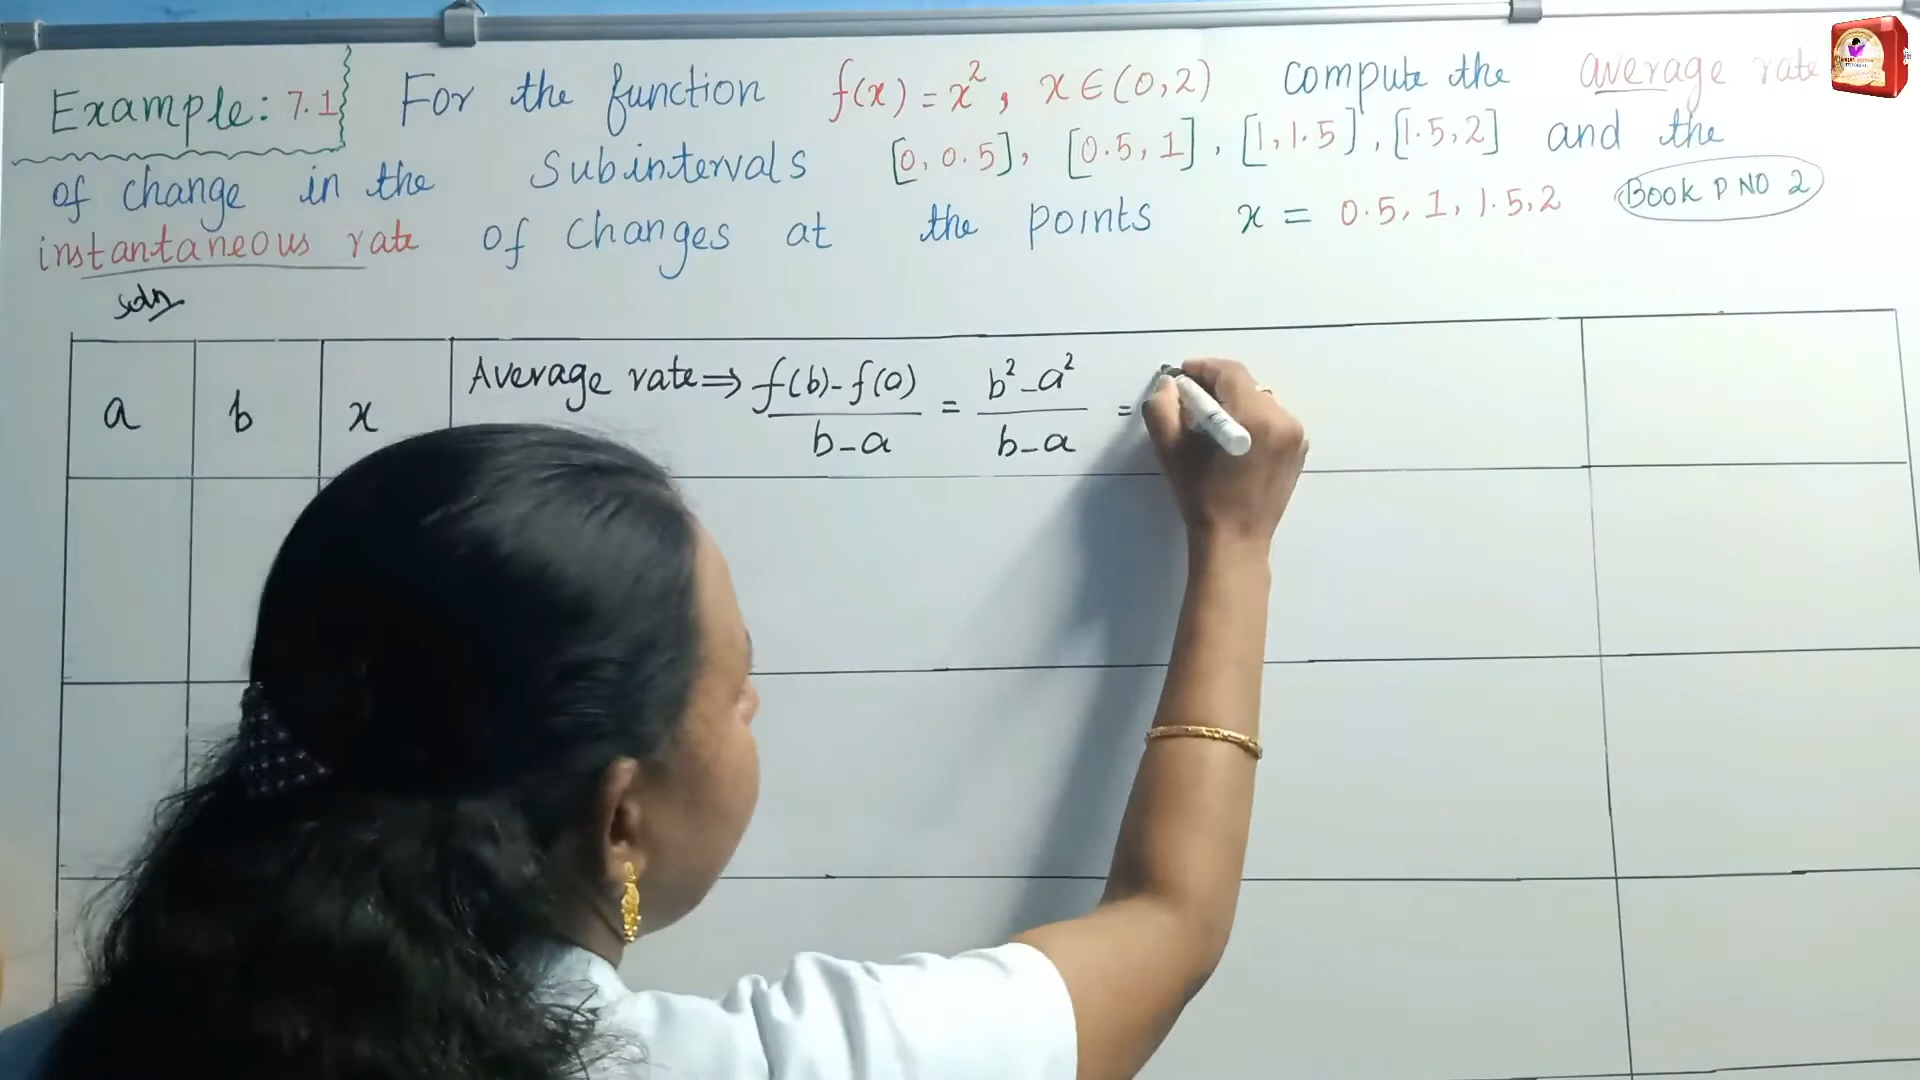 Example: 7.1 For the function f(x) = x², x ∈ (0, 2) compute the average rate
of change in the Subintervals [0, 0.5], [0.5, 1], [1, 1.5], [1.5, 2] and the
instantaneous rate of changes at the points x = 0.5, 1, 1.5, 2 Book P NO 2
Soln
a b x Average rate ⇒ f(b) - f(a) / b - a = b² - a² / b - a =